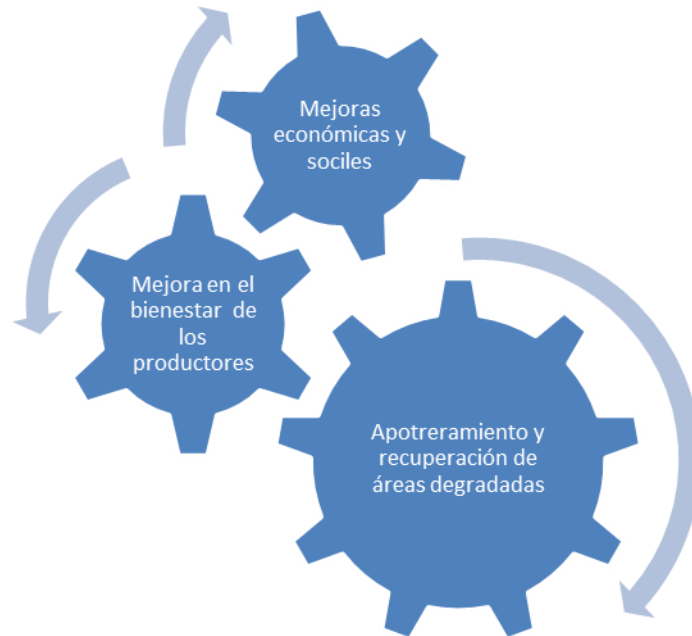 Mejoras
económicas y
sociles
Mejora en el
bienestar de
los
productores
Apotreramiento y
recuperación de
áreas degradadas